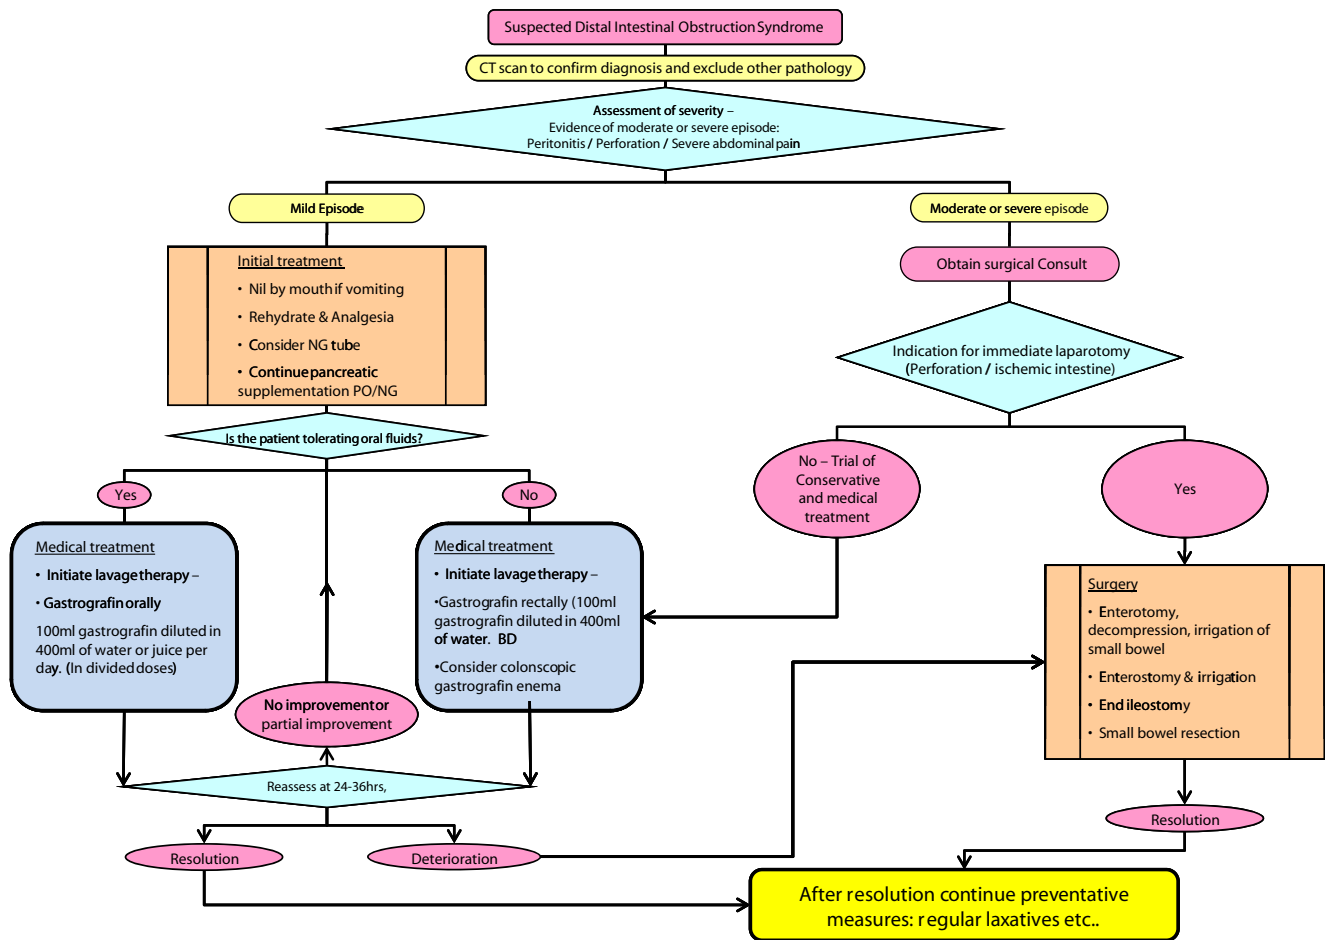 Suspected Distal Intestinal Obstruction Syndrome
CT scan to confirm diagnosis and exclude other pathology
Assessment of severity –
Evidence of moderate or severe episode:
Peritonitis / Perforation / Severe abdominal pain
Mild Episode
Moderate or severe episode
Initial treatment
• Nil by mouth if vomiting
• Rehydrate & Analgesia
• Consider NG tube
• Continue pancreatic
supplementation PO/NG
Obtain surgical Consult
Indication for immediate laparotomy
(Perforation / ischemic intestine)
Is the patient tolerating oral fluids?
Yes
No
No – Trial of
Conservative
and medical
treatment
Yes
Medical treatment
• Initiate lavage therapy –
• Gastrografin orally
100ml gastrografin diluted in
400ml of water or juice per
day. (In divided doses)
Medical treatment
• Initiate lavage therapy –
•Gastrografin rectally (100ml
gastrografin diluted in 400ml
of water. BD
•Consider colonscopic
gastrografin enema
Surgery
• Enterotomy,
decompression, irrigation of
small bowel
• Enterostomy & irrigation
• End ileostomy
• Small bowel resection
No improvement or
partial improvement
Reassess at 24-36hrs,
Resolution
Deterioration
Resolution
After resolution continue preventative
measures: regular laxatives etc..